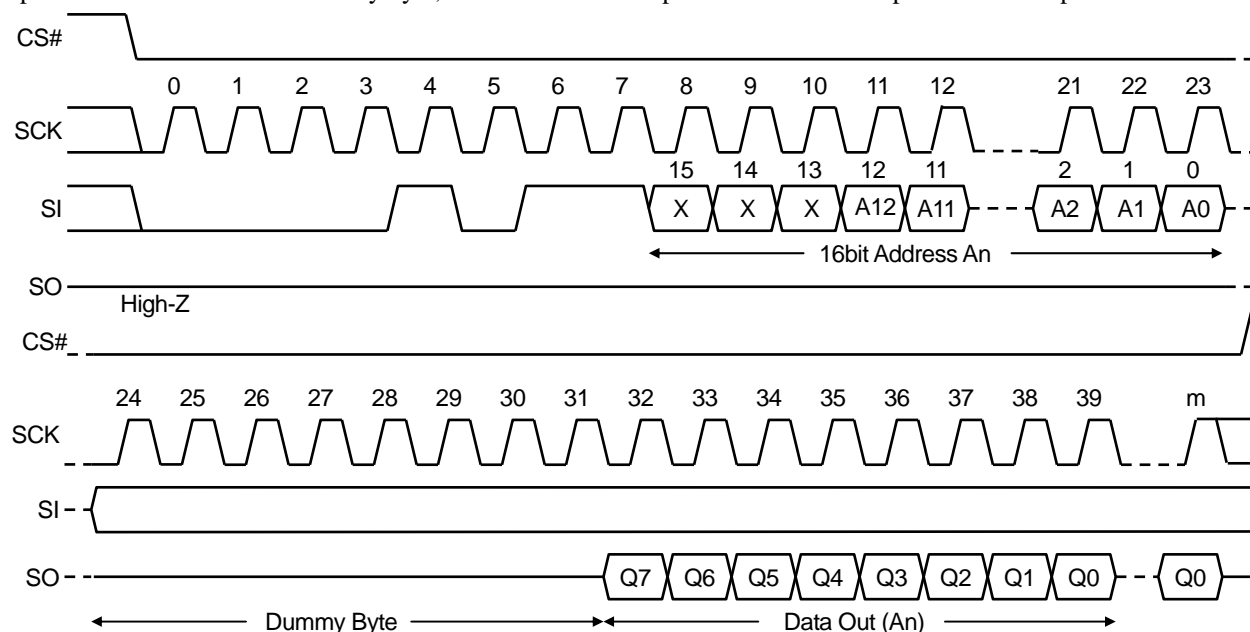 CS#
0 1 2 3 4 5 6 7 8 9 10 11 12 21 22 23
SCK
15 14 13 12 11 2 1 0
SI X X X A12 A11 A2 A1 A0
16bit Address An
SO
High-Z
CS#
24 25 26 27 28 29 30 31 32 33 34 35 36 37 38 39 m
SCK
SI
SO Q7 Q6 Q5 Q4 Q3 Q2 Q1 Q0 Q0
Dummy Byte Data Out (An)